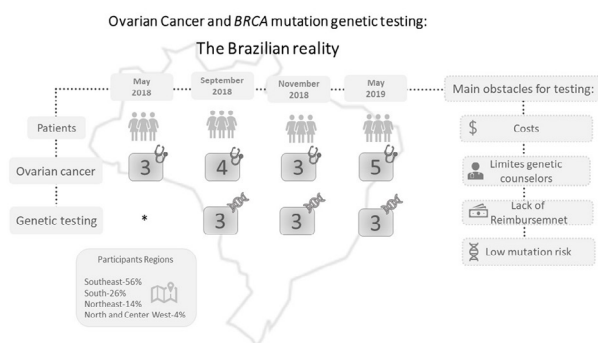 Ovarian Cancer and BRCA mutation genetic testing:
The Brazilian reality
May
2018
September
2018
November
2018
May
2019
Main obstacles for testing:
Patients
Ovarian cancer
3
4
3
5
Genetic testing
*
3
3
3
$
Costs
Limites genetic
counselors
Lack of
Reimbursemnet
Low mutation risk
Participants Regions
Southeast-56%
South-26%
Northeast-14%
North and Center West-4%